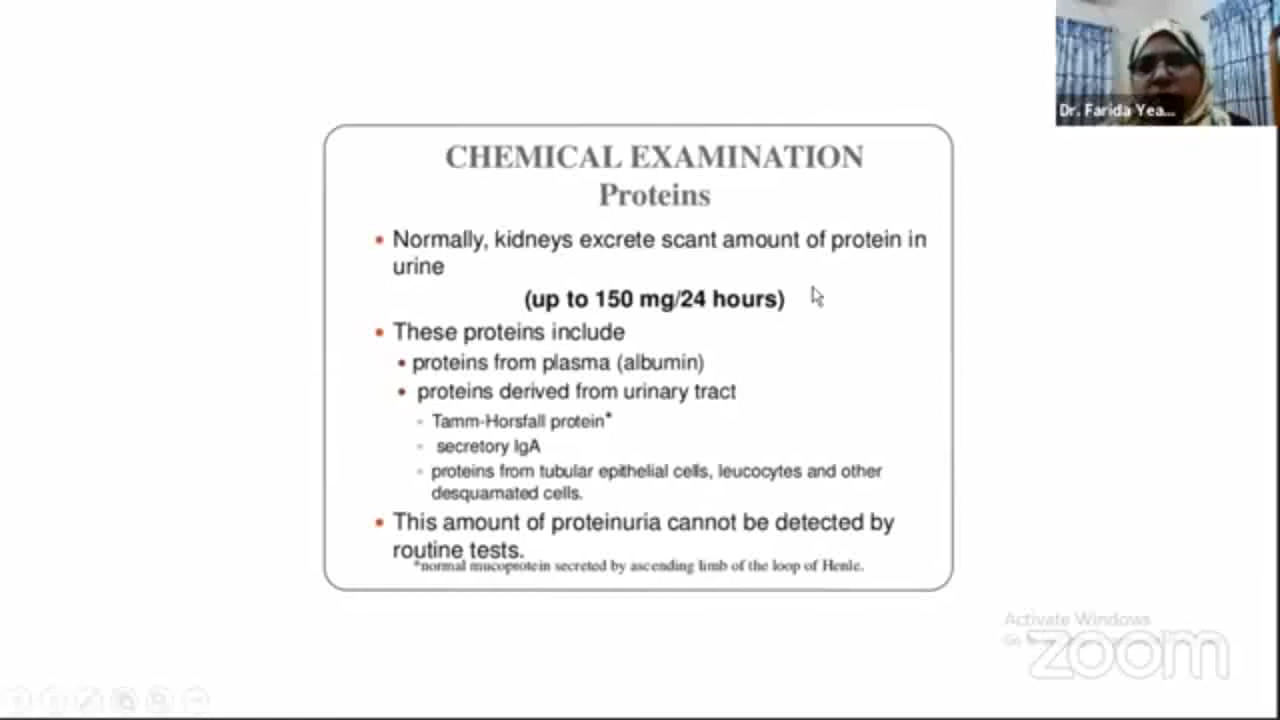 Dr. Farida Yea...
CHEMICAL EXAMINATION
Proteins
• Normally, kidneys excrete scant amount of protein in
urine
(up to 150 mg/24 hours)
• These proteins include
• proteins from plasma (albumin)
• proteins derived from urinary tract
Tamm-Horsfall protein*
secretory IgA
proteins from tubular epithelial cells, leucocytes and other
desquamated cells.
• This amount of proteinuria cannot be detected by
routine tests.
*normal mucoprotein secreted by ascending limb of the loop of Henle.
Activate Windows
zoom